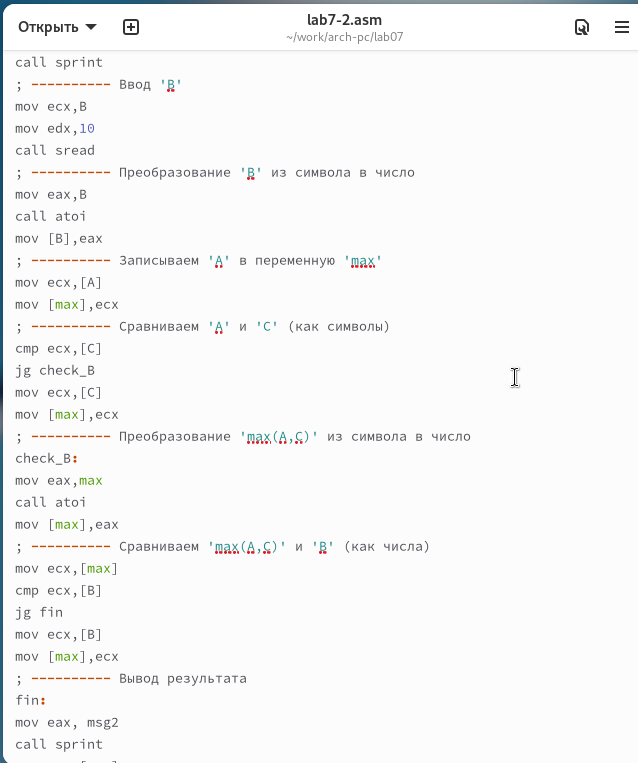 Открыть
lab7-2.asm
~/work/arch-pc/lab07
call sprint
; ---------- Ввод 'B'
mov ecx,B
mov edx,10
call sread
; ---------- Преобразование 'B' из символа в число
mov eax,B
call atoi
mov [B],eax
; ---------- Записываем 'A' в переменную 'max'
mov ecx,[A]
mov [max],ecx
; ---------- Сравниваем 'A' и 'C' (как символы)
cmp ecx,[C]
jg check_B
mov ecx,[C]
mov [max],ecx
; ---------- Преобразование 'max(A,C)' из символа в число
check_B:
mov eax,max
call atoi
mov [max],eax
; ---------- Сравниваем 'max(A,C)' и 'B' (как числа)
mov ecx,[max]
cmp ecx,[B]
jg fin
mov ecx,[B]
mov [max],ecx
; ---------- Вывод результата
fin:
mov eax, msg2
call sprint